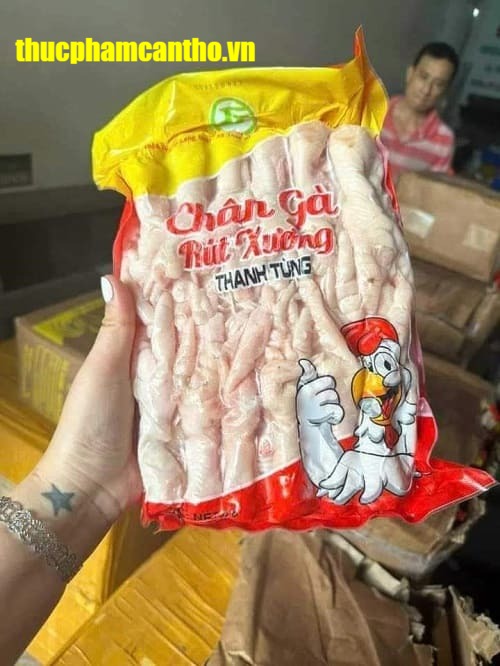 thucphamcantho.vn
Chân Gà
Rút Xương
THANH TÙNG